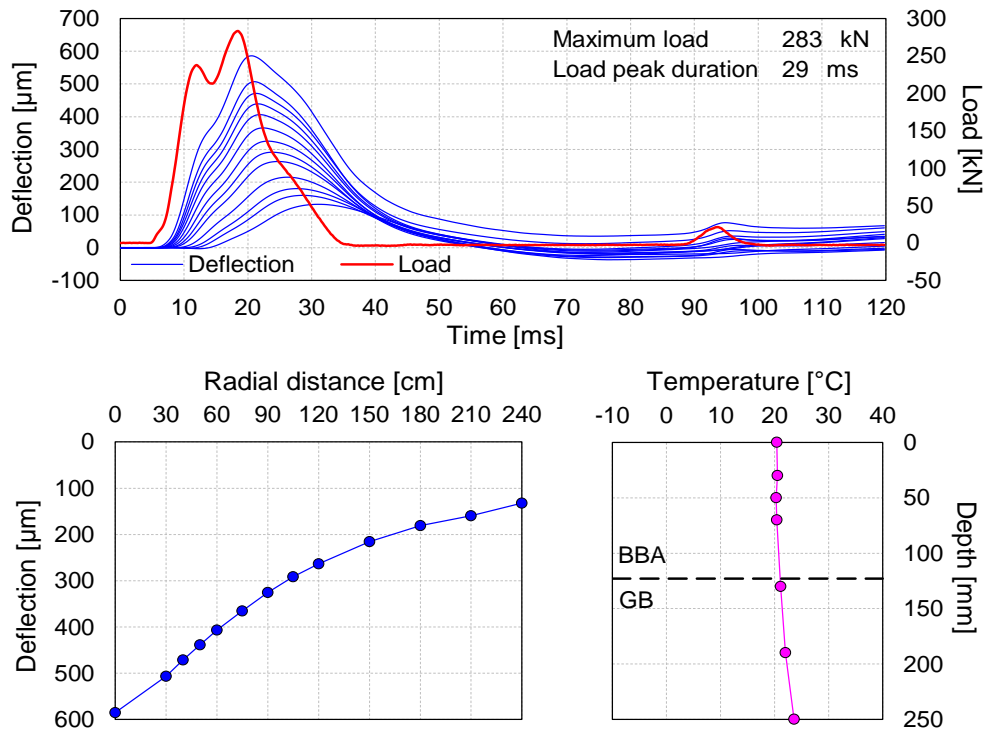 700
600
500
400
300
200
100
0
-100
Deflection [µm]
300
250
200
150
100
50
0
-50
Load [kN]
Maximum load 283 kN
Load peak duration 29 ms
Deflection Load
0 10 20 30 40 50 60 70 80 90 100 110 120
Time [ms]
Radial distance [cm]
0 30 60 90 120 150 180 210 240
0
100
200
300
400
500
600
Deflection [µm]
Temperature [°C]
-10 0 10 20 30 40
0
50
100
150
200
250
Depth [mm]
BBA
GB